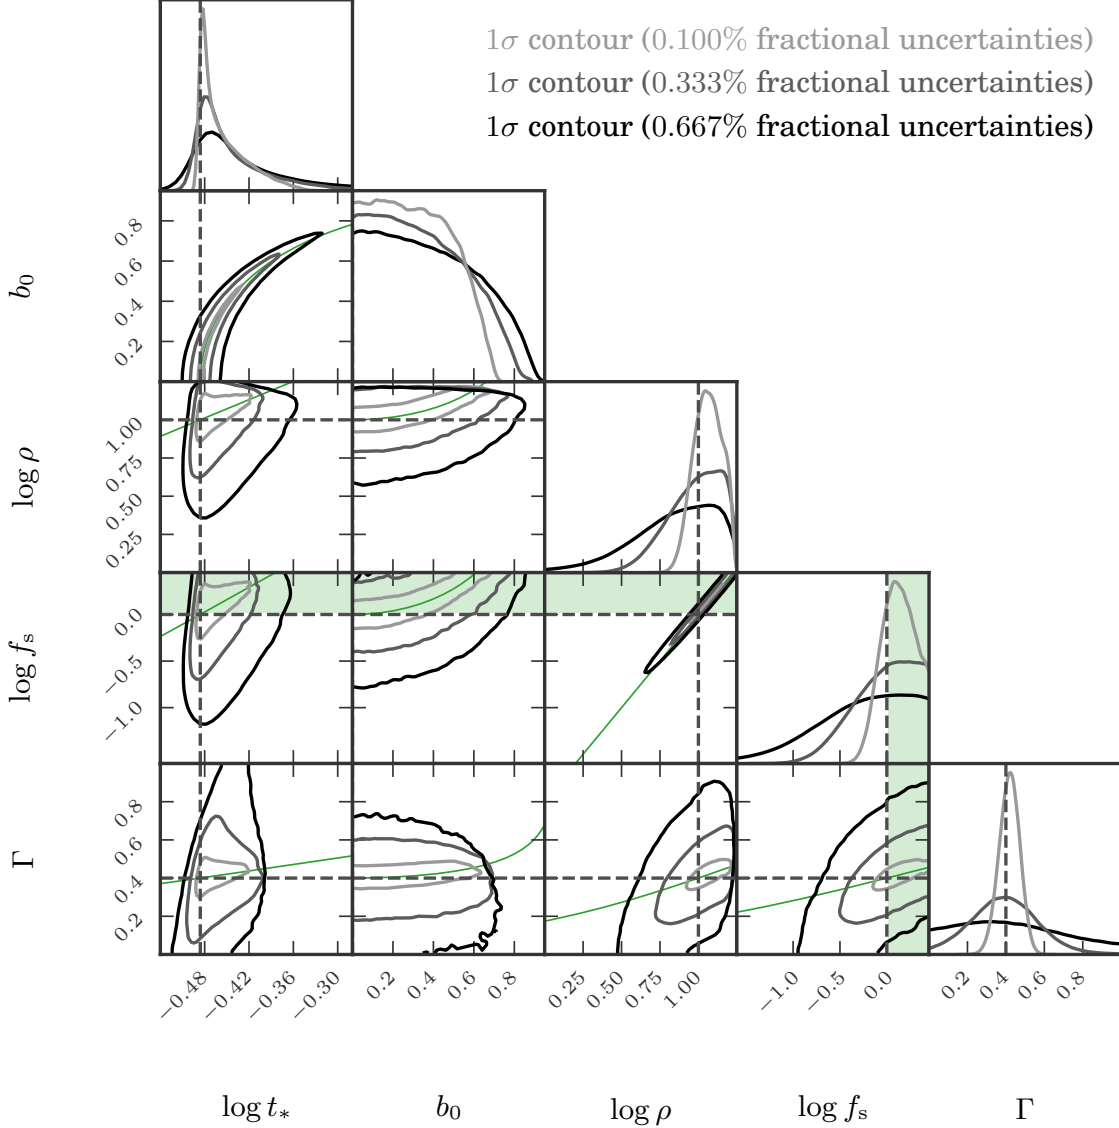 1σ contour (0.100% fractional uncertainties)
1σ contour (0.333% fractional uncertainties)
1σ contour (0.667% fractional uncertainties)
b₀
0.8
0.6
0.4
0.2
log ρ
1.00
0.75
0.50
0.25
log fₛ
0.0
−0.5
−1.0
Γ
0.8
0.6
0.4
0.2
−0.48 −0.42 −0.36 −0.30 0.2 0.4 0.6 0.8 0.25 0.50 0.75 1.00 −1.0 −0.5 0.0 0.2 0.4 0.6 0.8
log t* b₀ log ρ log fₛ Γ